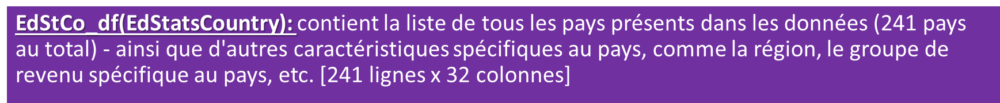 EdStCo_df(EdStatsCountry): contient la liste de tous les pays présents dans les données (241 pays
au total) - ainsi que d'autres caractéristiques spécifiques au pays, comme la région, le groupe de
revenu spécifique au pays, etc. [241 lignes x 32 colonnes]